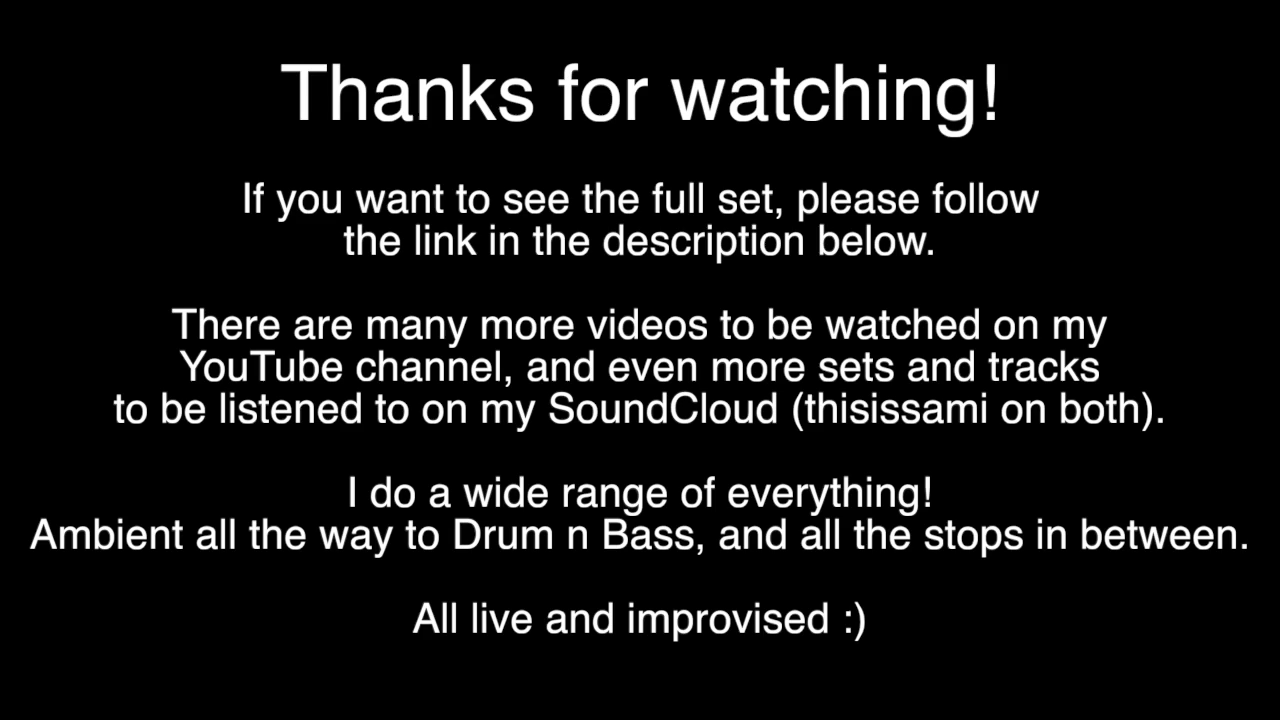 Thanks for watching!
If you want to see the full set, please follow
the link in the description below.
There are many more videos to be watched on my
YouTube channel, and even more sets and tracks
to be listened to on my SoundCloud (thisissami on both).
I do a wide range of everything!
Ambient all the way to Drum n Bass, and all the stops in between.
All live and improvised :)